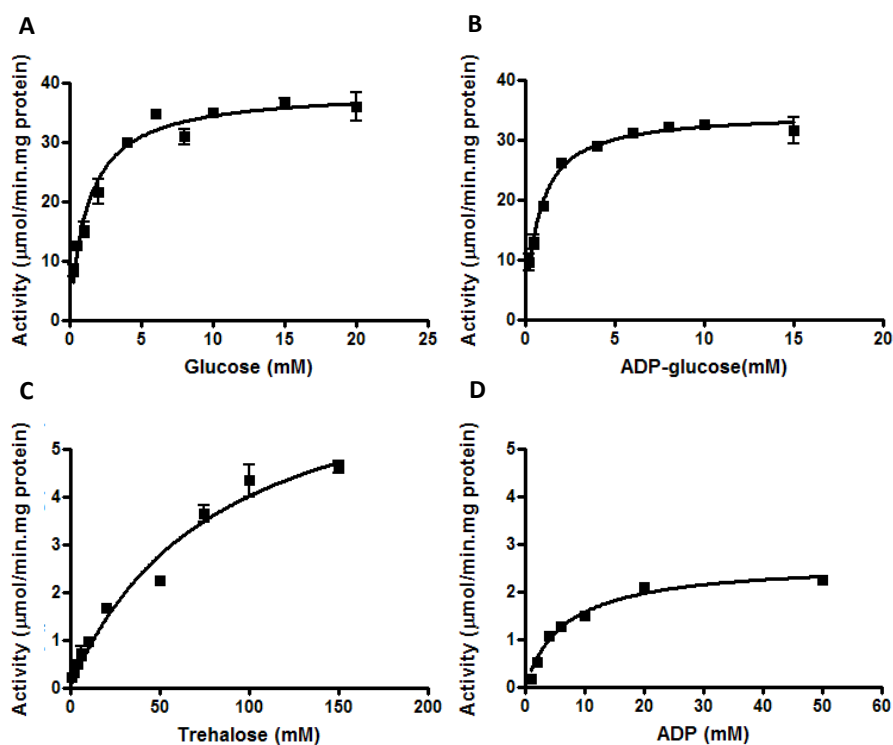 A
Activity (µmol/min.mg protein)
40
30
20
10
0
0 5 10 15 20 25
Glucose (mM)
B
Activity (µmol/min.mg protein)
40
30
20
10
0
0 5 10 15 20
ADP-glucose(mM)
C
Activity (µmol/min.mg protein)
5
4
3
2
1
0
0 50 100 150 200
Trehalose (mM)
D
Activity (µmol/min.mg protein)
5
4
3
2
1
0
0 10 20 30 40 50 60
ADP (mM)